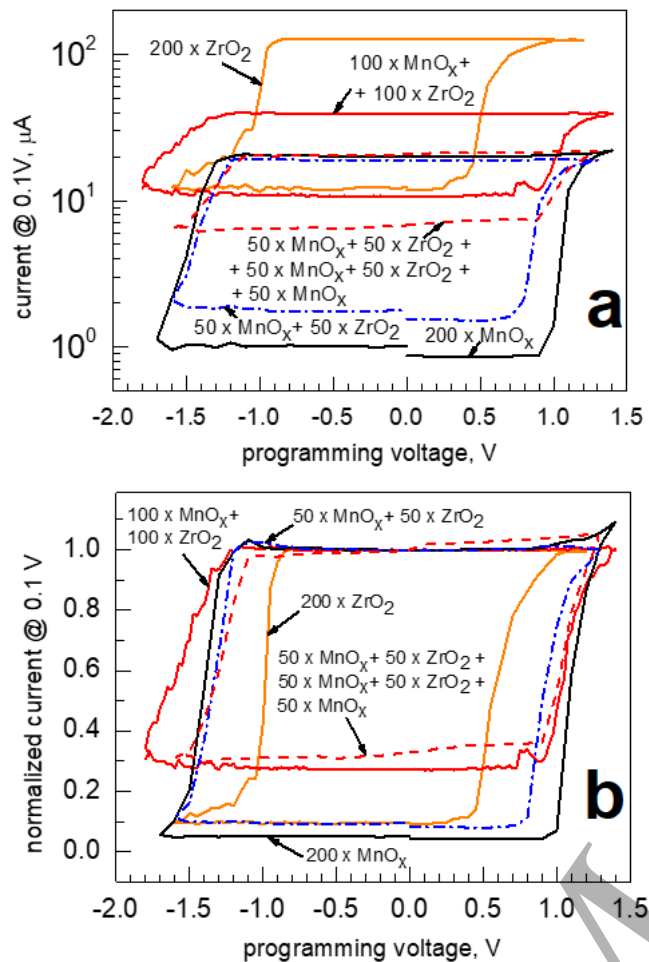 10²
10¹
10⁰
current @ 0.1V, μA
200 x ZrO₂
100 x MnOₓ+
+ 100 x ZrO₂
50 x MnOₓ+ 50 x ZrO₂ +
+ 50 x MnOₓ+ 50 x ZrO₂ +
+ 50 x MnOₓ
50 x MnOₓ+ 50 x ZrO₂
200 x MnOₓ
a
-2.0 -1.5 -1.0 -0.5 0.0 0.5 1.0 1.5
programming voltage, V
normalized current @ 0.1 V
1.0
0.8
0.6
0.4
0.2
0.0
100 x MnOₓ+
100 x ZrO₂
50 x MnOₓ+ 50 x ZrO₂
200 x ZrO₂
50 x MnOₓ+ 50 x ZrO₂ +
50 x MnOₓ+ 50 x ZrO₂ +
50 x MnOₓ
200 x MnOₓ
b
-2.0 -1.5 -1.0 -0.5 0.0 0.5 1.0 1.5
programming voltage, V